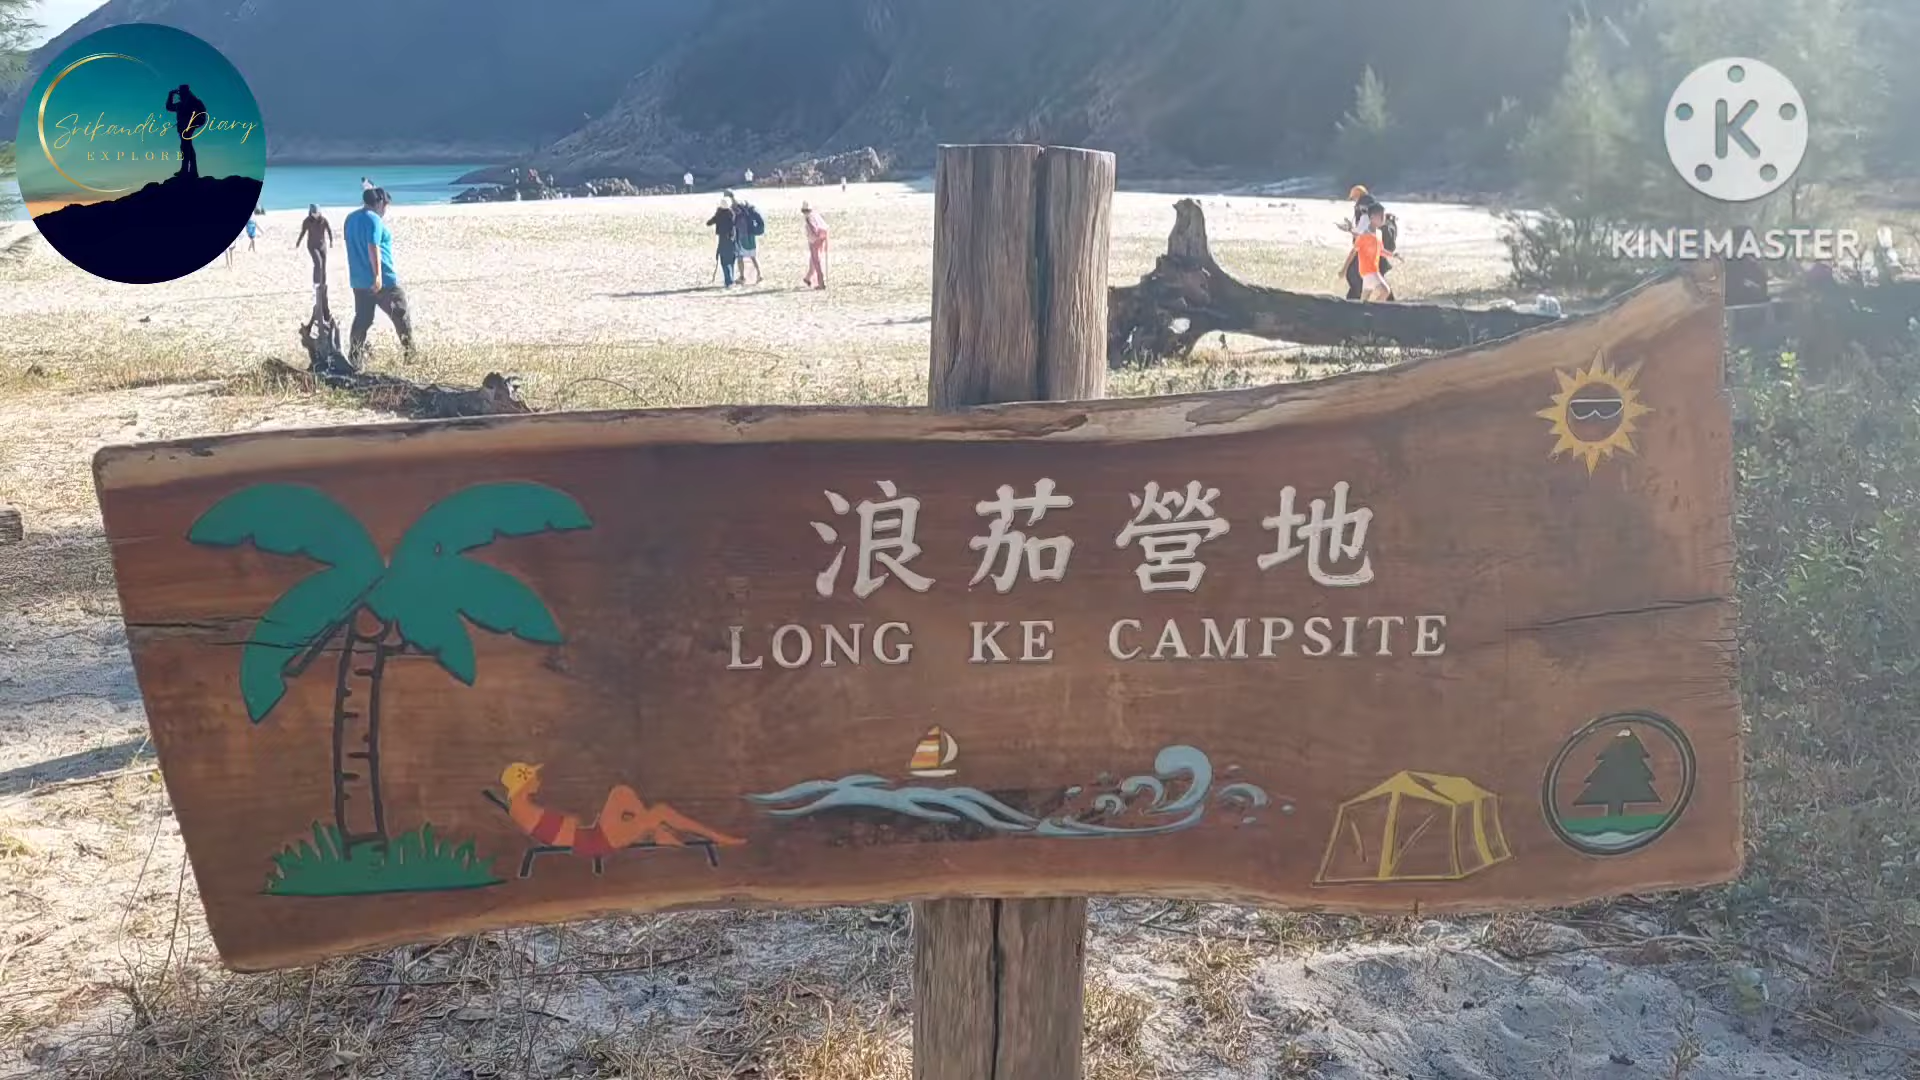 Srikandi's Diary
EXPLORE
KINEMASTER
浪茄營地
LONG KE CAMPSITE